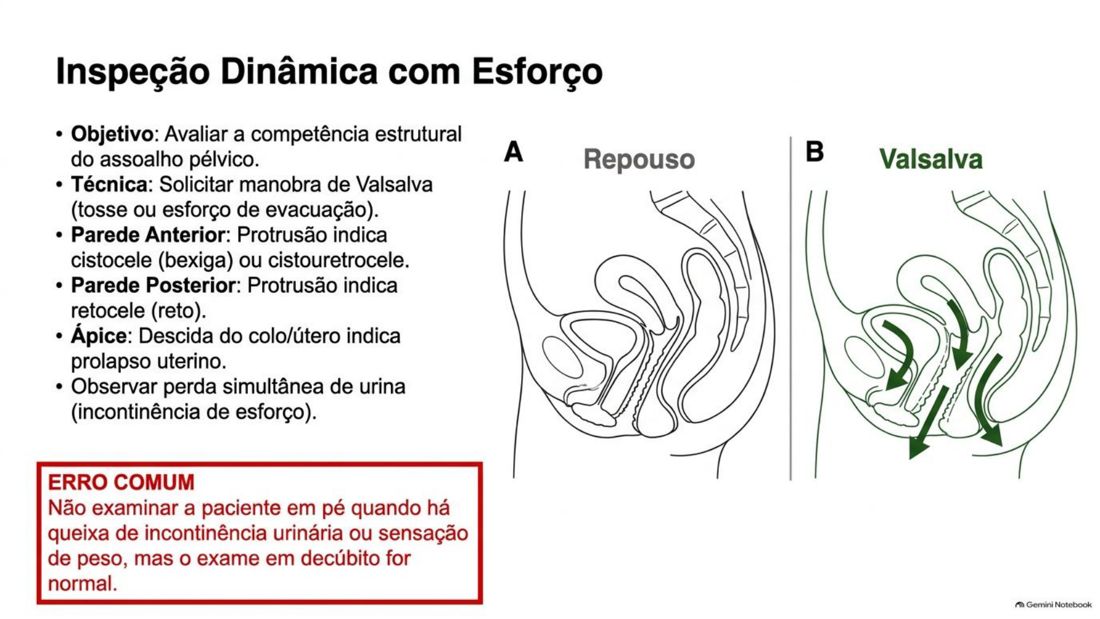 Inspeção Dinâmica com Esforço
• Objetivo: Avaliar a competência estrutural
do assoalho pélvico.
• Técnica: Solicitar manobra de Valsalva
(tosse ou esforço de evacuação).
• Parede Anterior: Protrusão indica
cistocele (bexiga) ou cistouretrocele.
• Parede Posterior: Protrusão indica
retocele (reto).
• Ápice: Descida do colo/útero indica
prolapso uterino.
• Observar perda simultânea de urina
(incontinência de esforço).
ERRO COMUM
Não examinar a paciente em pé quando há
queixa de incontinência urinária ou sensação
de peso, mas o exame em decúbito for
normal.
A
Repouso
B
Valsalva
Gemini Notebook